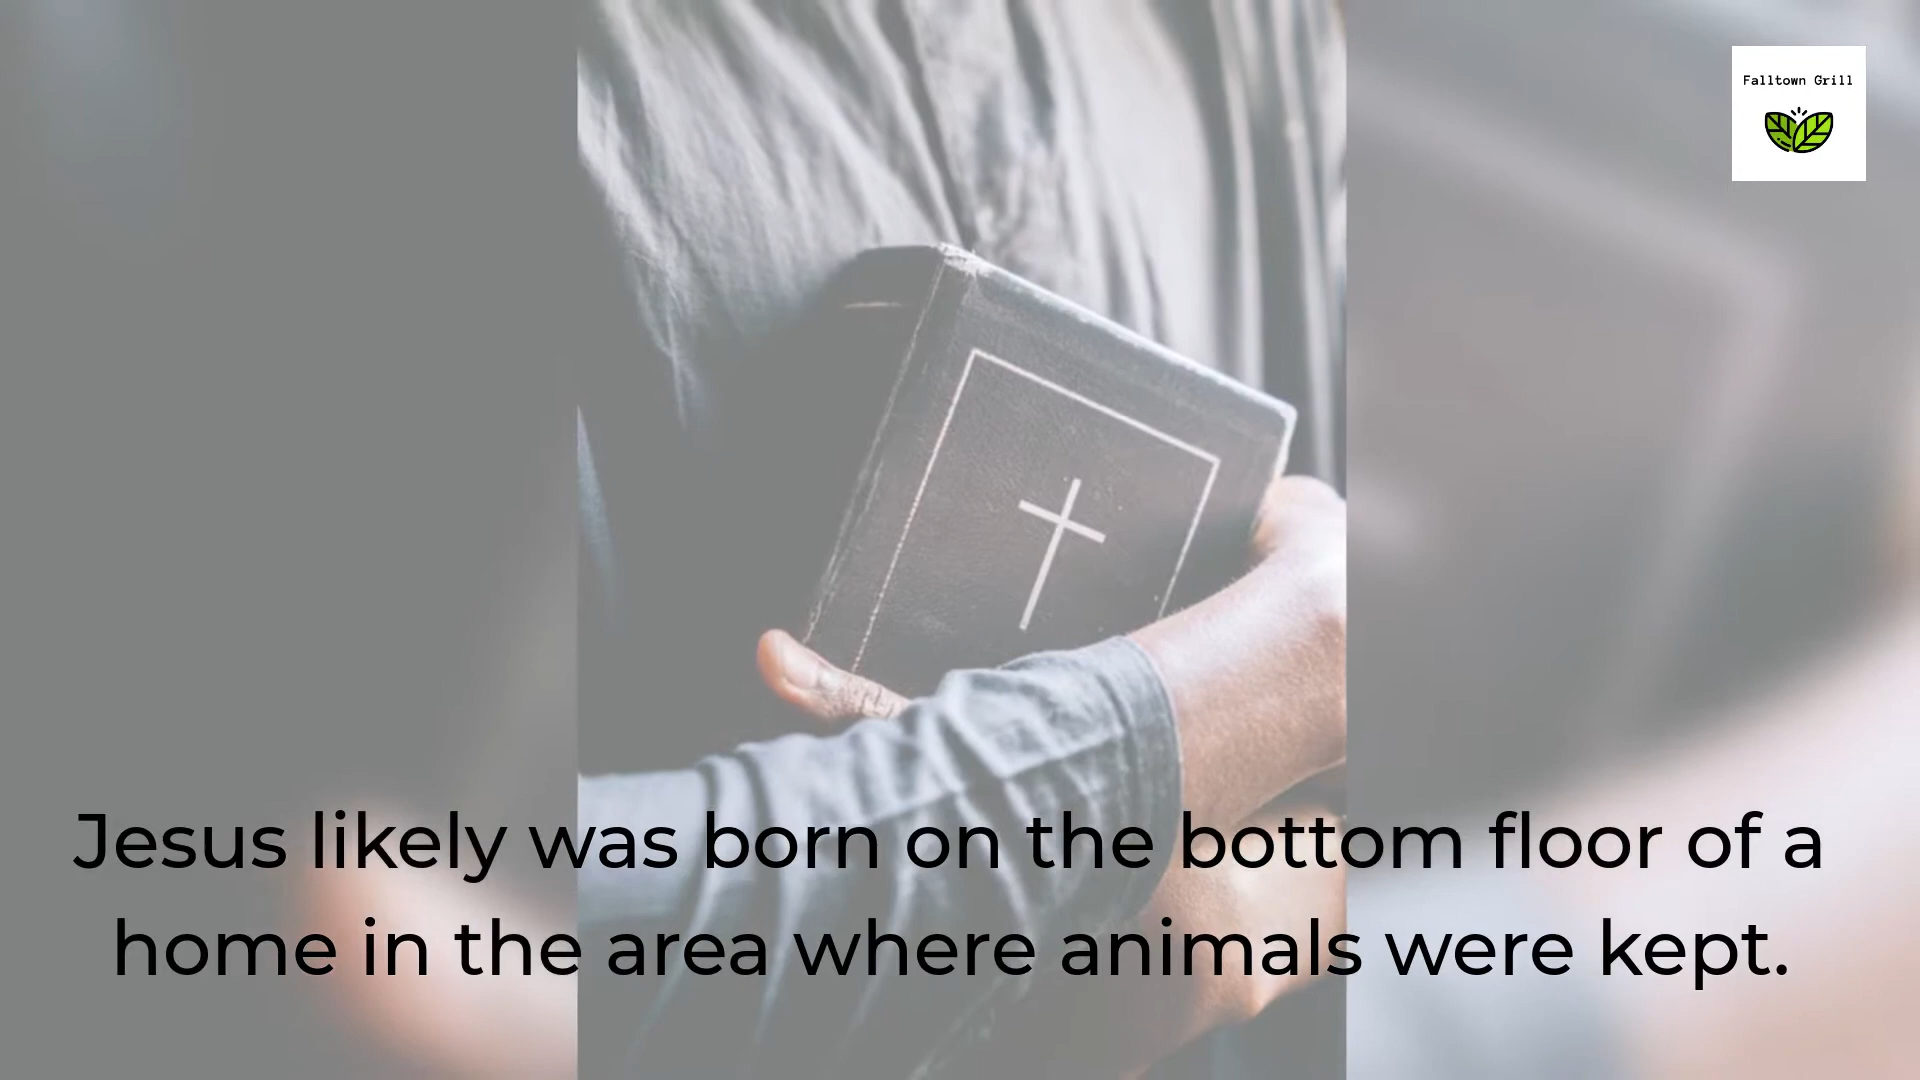 Falltown Grill
Jesus likely was born on the bottom floor of a
home in the area where animals were kept.